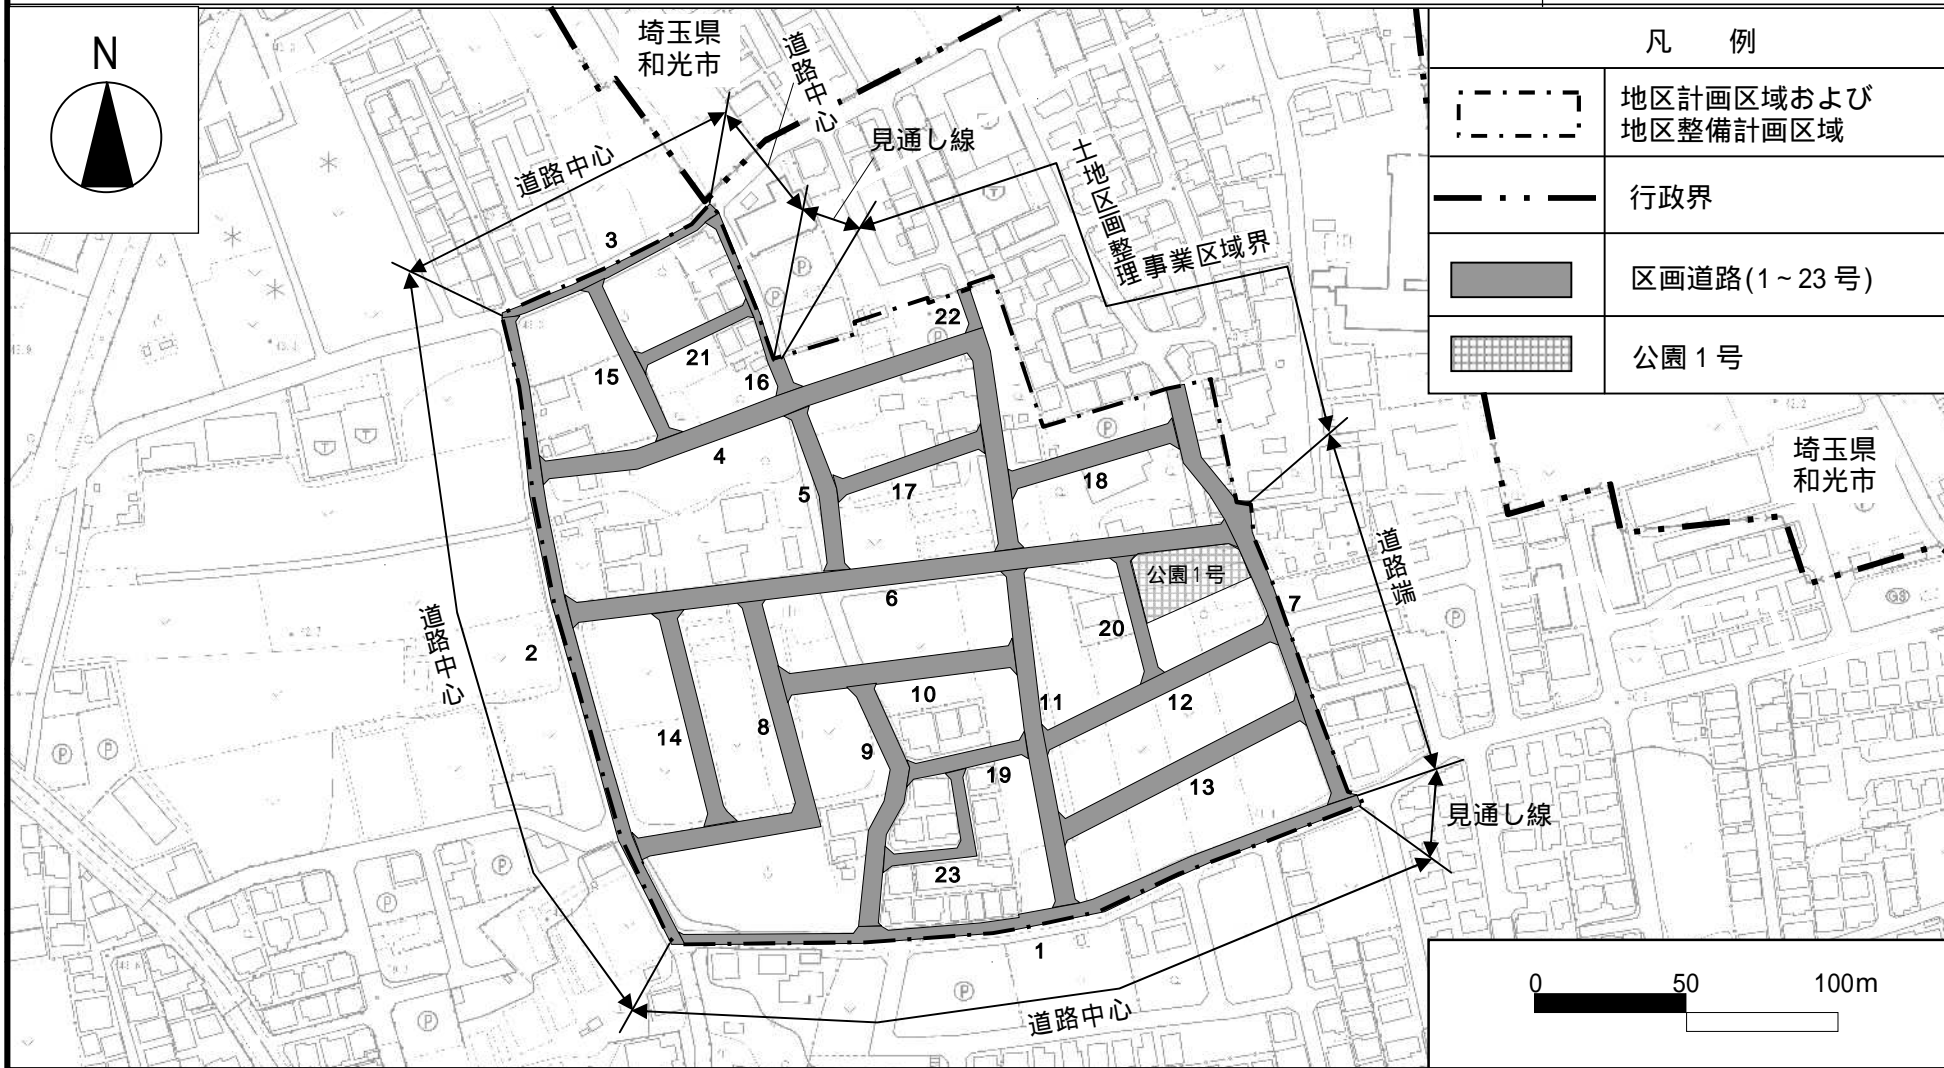 N
埼玉県
和光市
道路中心
道路中心
見通し線
土地区画整理事業区域界
凡 例
地区計画区域および
地区整備計画区域
行政界
区画道路(1~23号)
公園1号
3
22
21
15
16
4
5
17
18
埼玉県
和光市
公園1号
道路端
7
6
20
道路中心
2
10
11
12
14
8
9
19
13
見通し線
23
1
道路中心
0 50 100m